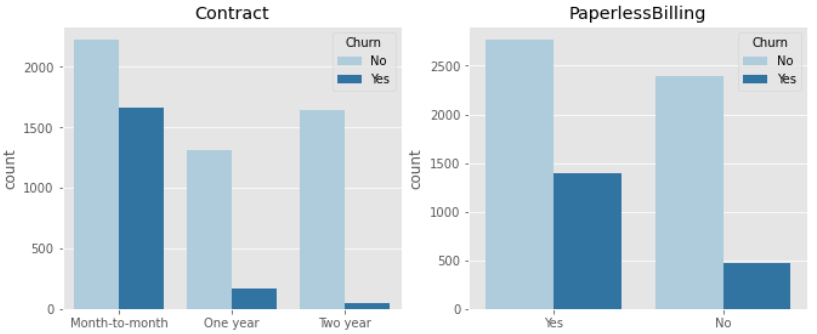 Contract
count
2000
1500
1000
500
0
Month-to-month
One year
Two year
Churn
No
Yes
PaperlessBilling
count
2500
2000
1500
1000
500
0
Yes
No
Churn
No
Yes